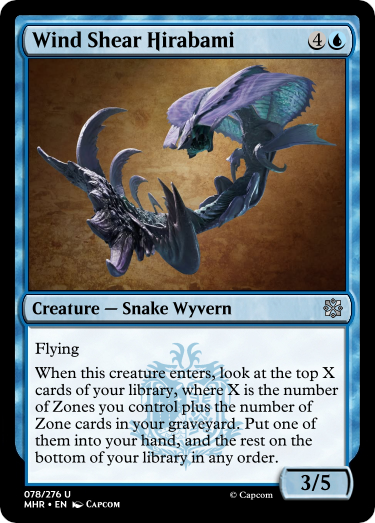 Wind Shear Hirabami 4
Creature — Snake Wyvern
Flying
When this creature enters, look at the top X
cards of your library, where X is the number
of Zones you control plus the number of
Zone cards in your graveyard. Put one of
them into your hand, and the rest on the
bottom of your library in any order.
3/5
078/276 U
MHR • EN Capcom
© Capcom